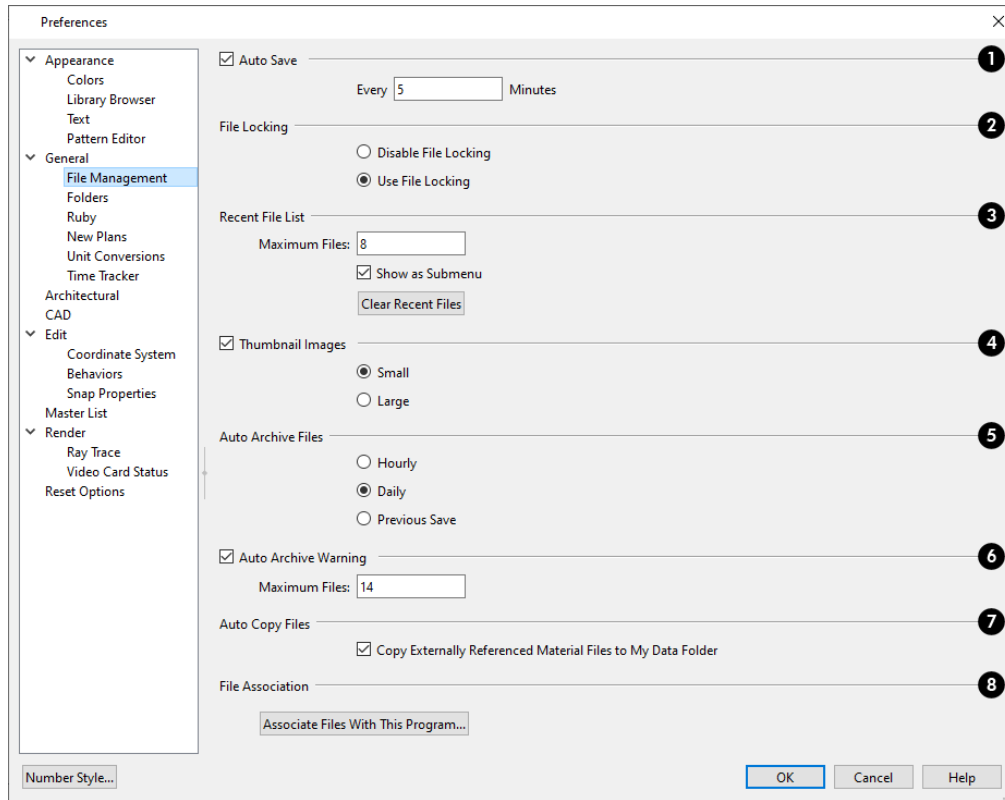 Preferences
Appearance
Colors
Library Browser
Text
Pattern Editor
General
File Management
Folders
Ruby
New Plans
Unit Conversions
Time Tracker
Architectural
CAD
Edit
Coordinate System
Behaviors
Snap Properties
Master List
Render
Ray Trace
Video Card Status
Reset Options
Auto Save 1
Every 5 Minutes
File Locking 2
Disable File Locking
Use File Locking
Recent File List 3
Maximum Files: 8
Show as Submenu
Clear Recent Files
Thumbnail Images 4
Small
Large
Auto Archive Files 5
Hourly
Daily
Previous Save
Auto Archive Warning 6
Maximum Files: 14
Auto Copy Files 7
Copy Externally Referenced Material Files to My Data Folder
File Association 8
Associate Files With This Program...
Number Style... OK Cancel Help